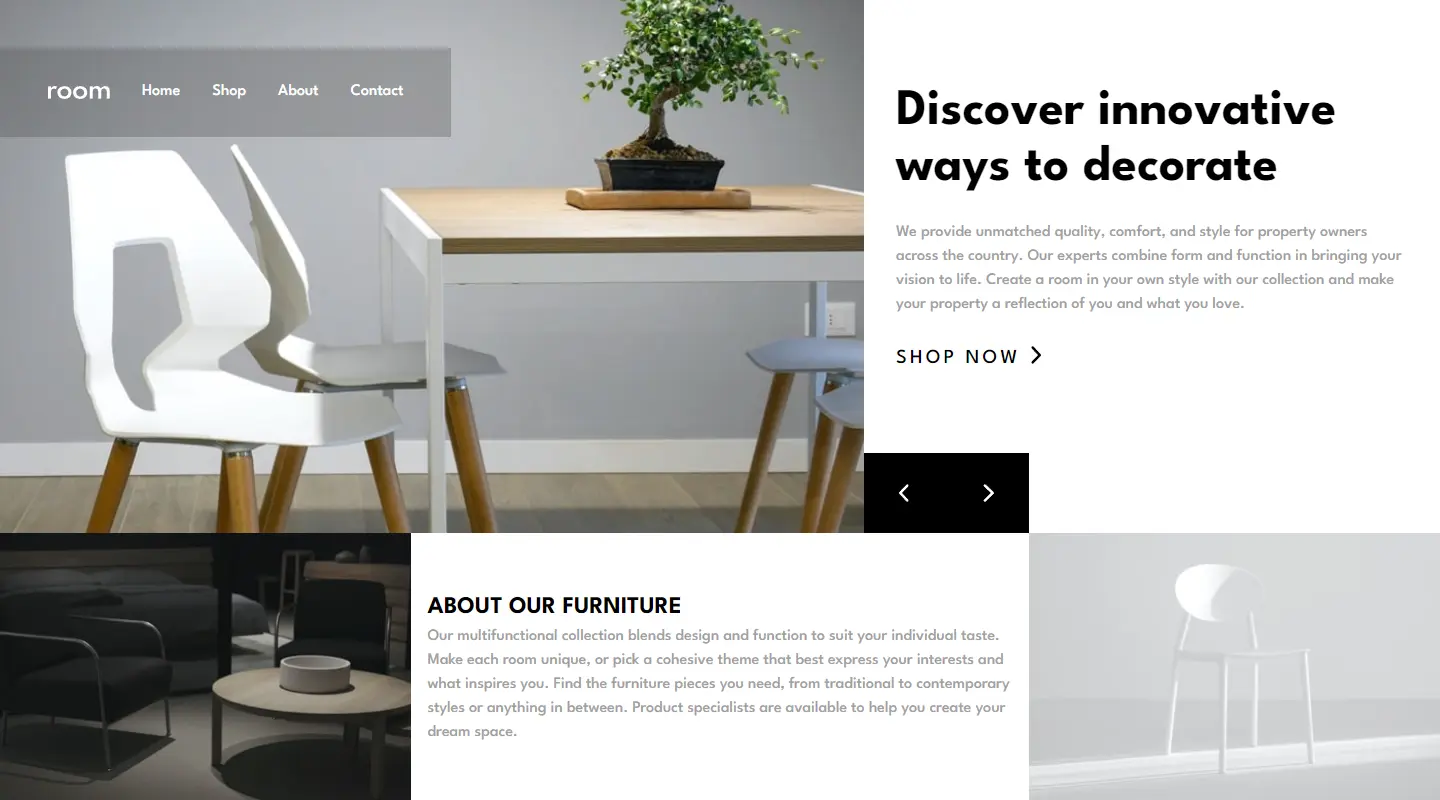 room Home Shop About Contact
Discover innovative
ways to decorate
We provide unmatched quality, comfort, and style for property owners
across the country. Our experts combine form and function in bringing your
vision to life. Create a room in your own style with our collection and make
your property a reflection of you and what you love.
SHOP NOW
ABOUT OUR FURNITURE
Our multifunctional collection blends design and function to suit your individual taste.
Make each room unique, or pick a cohesive theme that best express your interests and
what inspires you. Find the furniture pieces you need, from traditional to contemporary
styles or anything in between. Product specialists are available to help you create your
dream space.